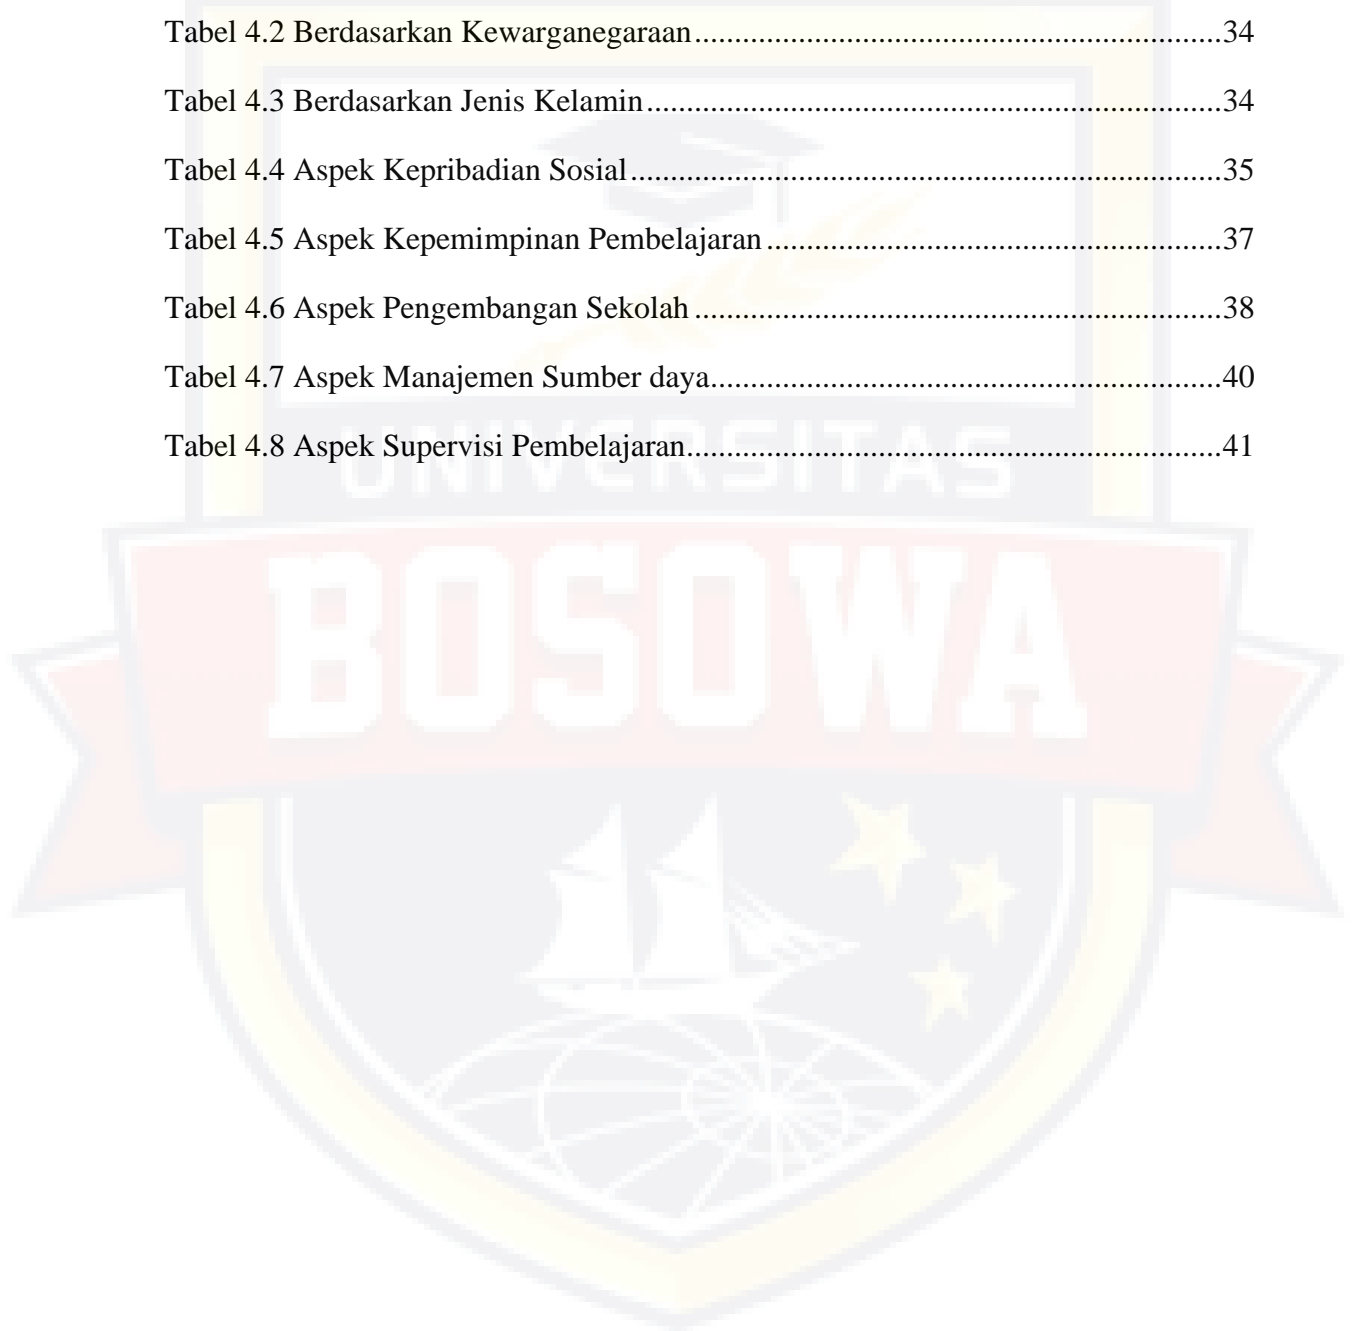 Tabel 4.2 Berdasarkan Kewarganegaraan..................................................................34
Tabel 4.3 Berdasarkan Jenis Kelamin........................................................................34
Tabel 4.4 Aspek Kepribadian Sosial..........................................................................35
Tabel 4.5 Aspek Kepemimpinan Pembelajaran.........................................................37
Tabel 4.6 Aspek Pengembangan Sekolah..................................................................38
Tabel 4.7 Aspek Manajemen Sumber daya................................................................40
Tabel 4.8 Aspek Supervisi Pembelajaran...................................................................41
UNIVERSITAS
BOSOWA